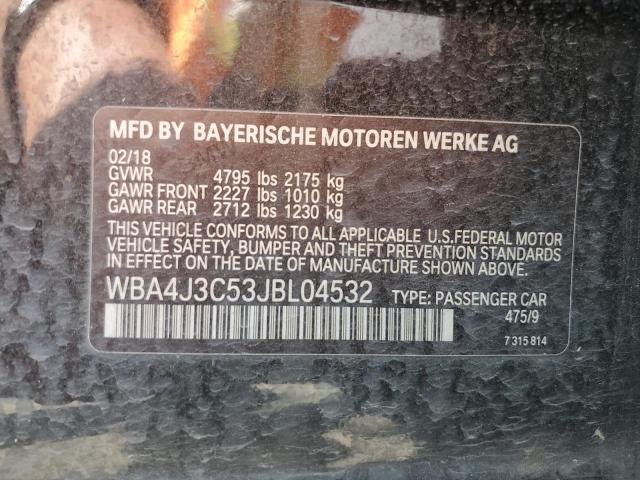 MFD BY BAYERISCHE MOTOREN WERKE AG
02/18
GVWR 4795 lbs 2175 kg
GAWR FRONT 2227 lbs 1010 kg
GAWR REAR 2712 lbs 1230 kg
THIS VEHICLE CONFORMS TO ALL APPLICABLE U.S.FEDERAL MOTOR
VEHICLE SAFETY, BUMPER AND THEFT PREVENTION STANDARDS
IN EFFECT ON THE DATE OF MANUFACTURE SHOWN ABOVE.
WBA4J3C53JBL04532 TYPE: PASSENGER CAR
475/9
7 315 814